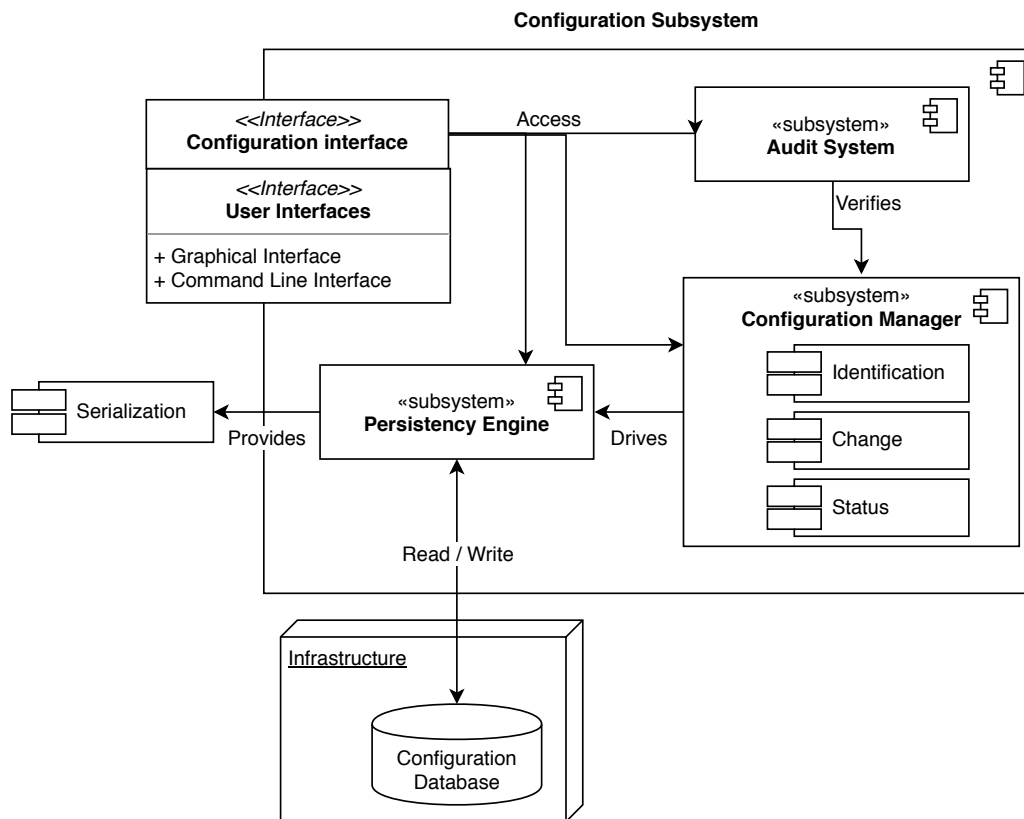 Configuration Subsystem
<<Interface>>
Configuration interface
Access
«subsystem»
Audit System
<<Interface>>
User Interfaces
+ Graphical Interface
+ Command Line Interface
Verifies
«subsystem»
Configuration Manager
Identification
Change
Status
Serialization
Provides
«subsystem»
Persistency Engine
Drives
Read / Write
Infrastructure
Configuration
Database